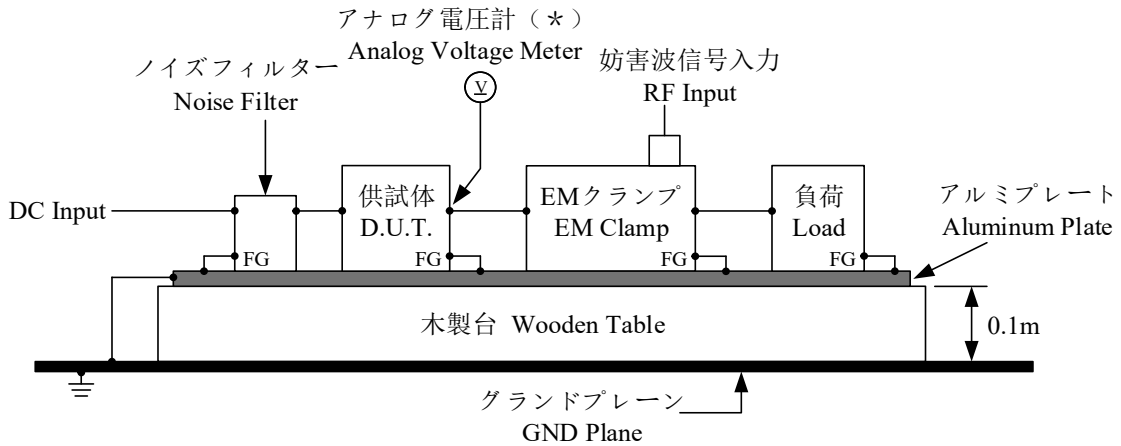 アナログ電圧計（＊）
Analog Voltage Meter
V
ノイズフィルター
Noise Filter
妨害波信号入力
RF Input
DC Input
供試体
D.U.T.
FG
FG
EMクランプ
EM Clamp
FG
負荷
Load
FG
アルミプレート
Aluminum Plate
木製台 Wooden Table
0.1m
グランドプレーン
GND Plane